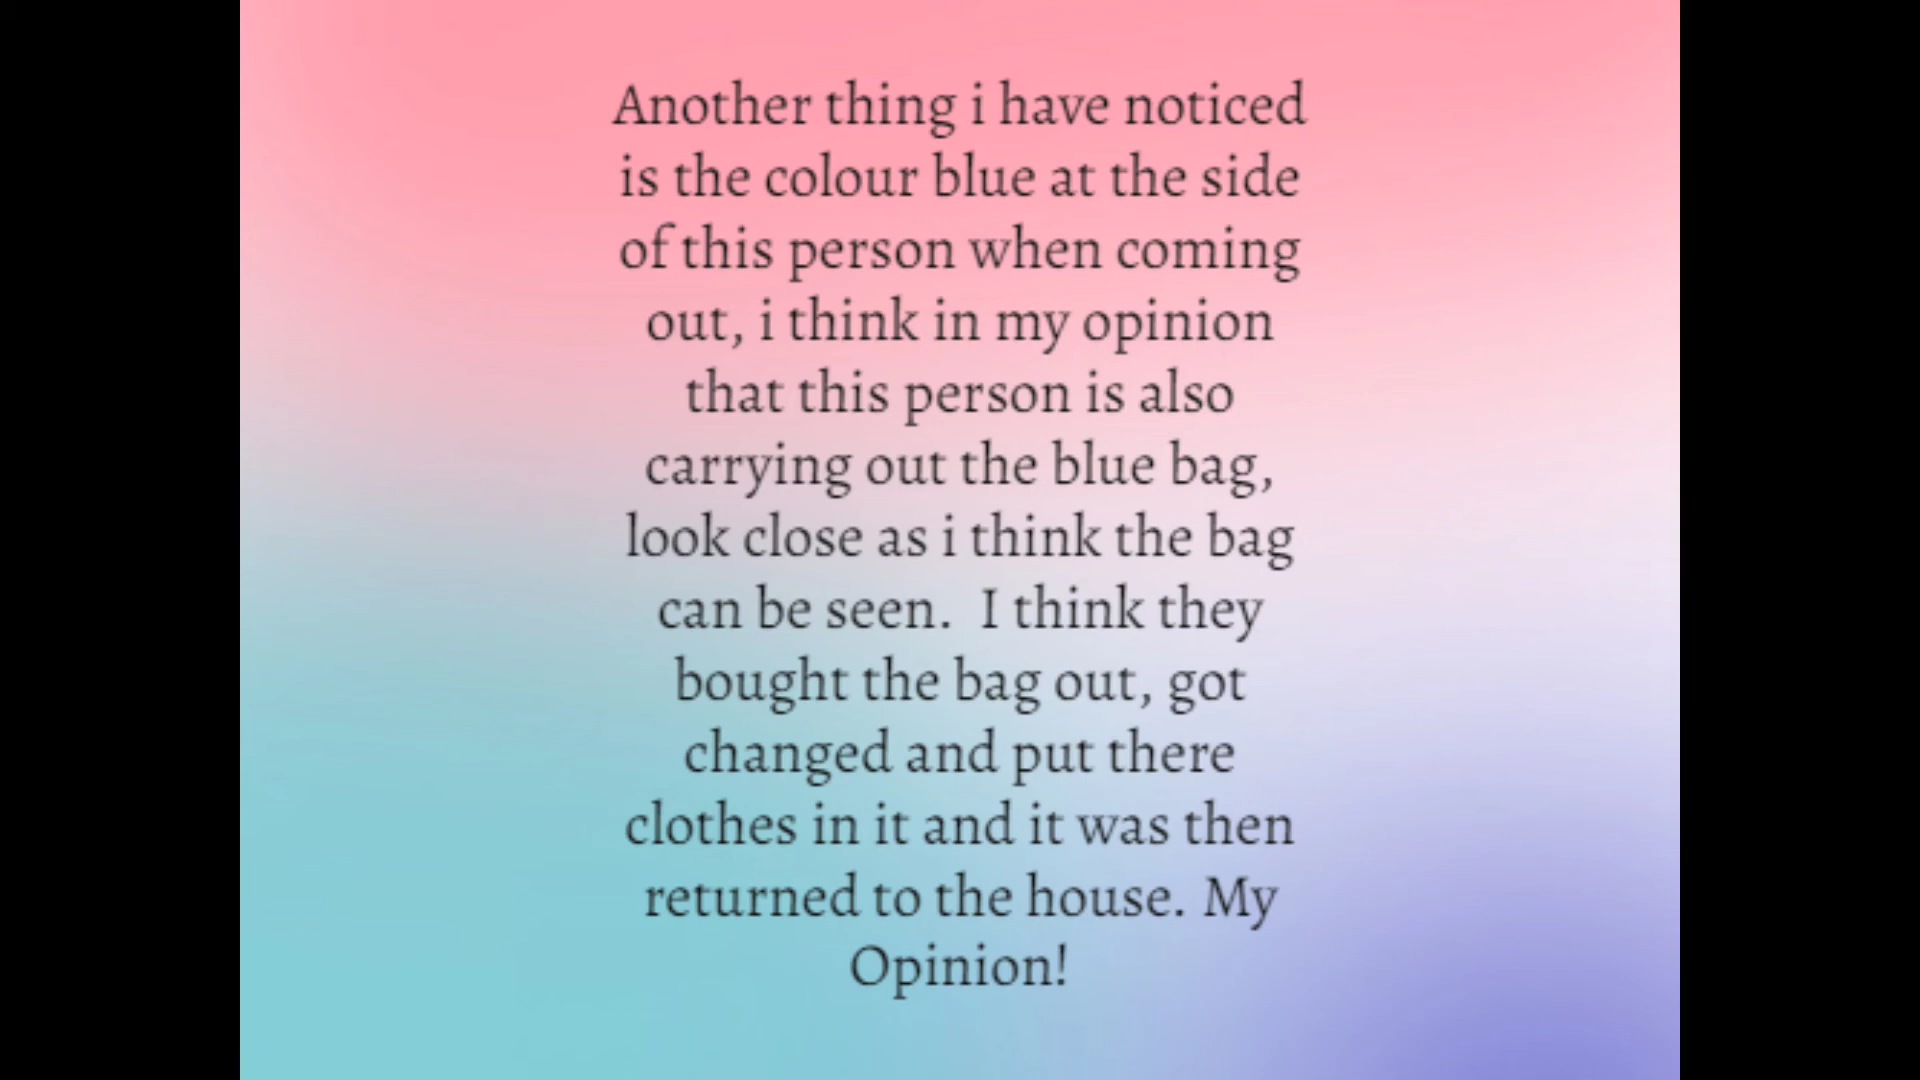 Another thing i have noticed
is the colour blue at the side
of this person when coming
out, i think in my opinion
that this person is also
carrying out the blue bag,
look close as i think the bag
can be seen.  I think they
bought the bag out, got
changed and put there
clothes in it and it was then
returned to the house. My
Opinion!